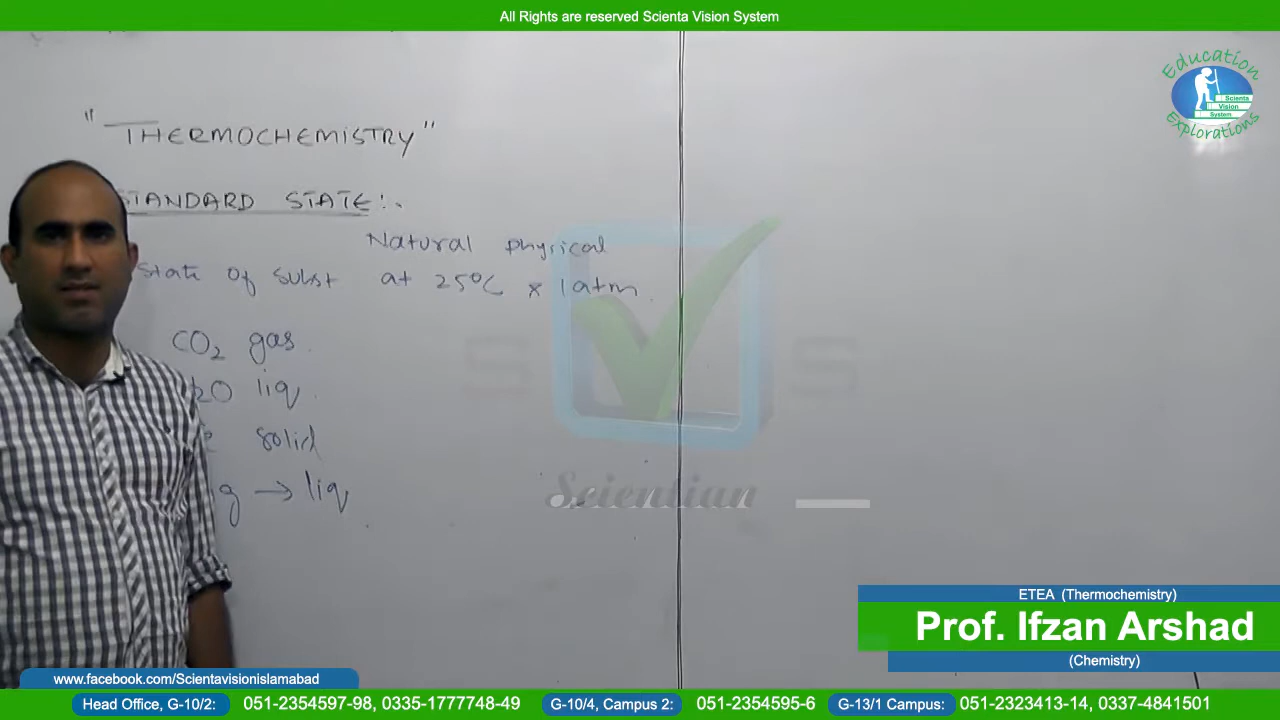 All Rights are reserved Scienta Vision System
Education
Scienta
Vision
System
Explorations
"THERMOCHEMISTRY"
STANDARD STATE:-
Natural physical
state of subst at 25°C & 1atm.
CO₂ gas.
O liq.
solid
g → liq
S S
Scientian
ETEA (Thermochemistry)
Prof. Ifzan Arshad
(Chemistry)
www.facebook.com/Scientavisionislamabad
Head Office, G-10/2: 051-2354597-98, 0335-1777748-49 G-10/4, Campus 2: 051-2354595-6 G-13/1 Campus: 051-2323413-14, 0337-4841501